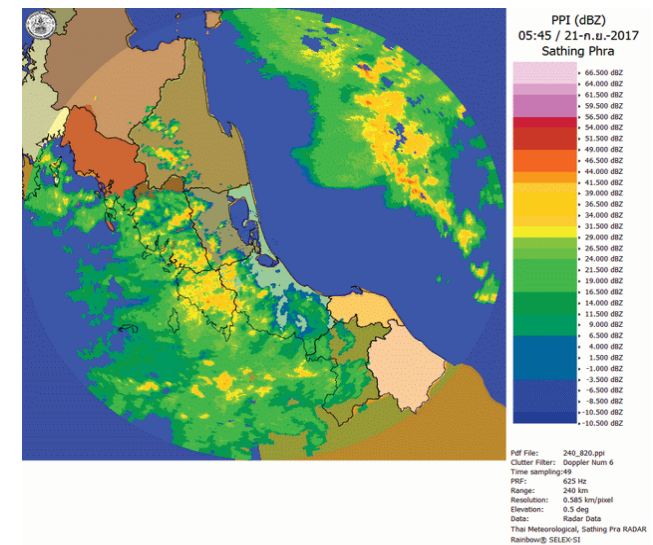 PPI (dBZ)
05:45 / 21-ก.ย.-2017
Sathing Phra
66.500 dBZ
64.000 dBZ
61.500 dBZ
59.500 dBZ
56.500 dBZ
54.000 dBZ
51.500 dBZ
49.000 dBZ
46.500 dBZ
44.000 dBZ
41.500 dBZ
39.000 dBZ
36.500 dBZ
34.000 dBZ
31.500 dBZ
29.000 dBZ
26.500 dBZ
24.000 dBZ
21.500 dBZ
19.000 dBZ
16.500 dBZ
14.000 dBZ
11.500 dBZ
9.000 dBZ
6.500 dBZ
4.000 dBZ
1.500 dBZ
-1.000 dBZ
-3.500 dBZ
-6.000 dBZ
-8.500 dBZ
-10.500 dBZ
-10.500 dBZ
Pdf File: 240_820.ppi
Clutter Filter: Doppler Num 6
Time sampling:49
PRF: 625 Hz
Range: 240 km
Resolution: 0.585 km/pixel
Elevation: 0.5 deg
Data: Radar Data
Thai Meteorological, Sathing Pra RADAR
Rainbow® SELEX-SI